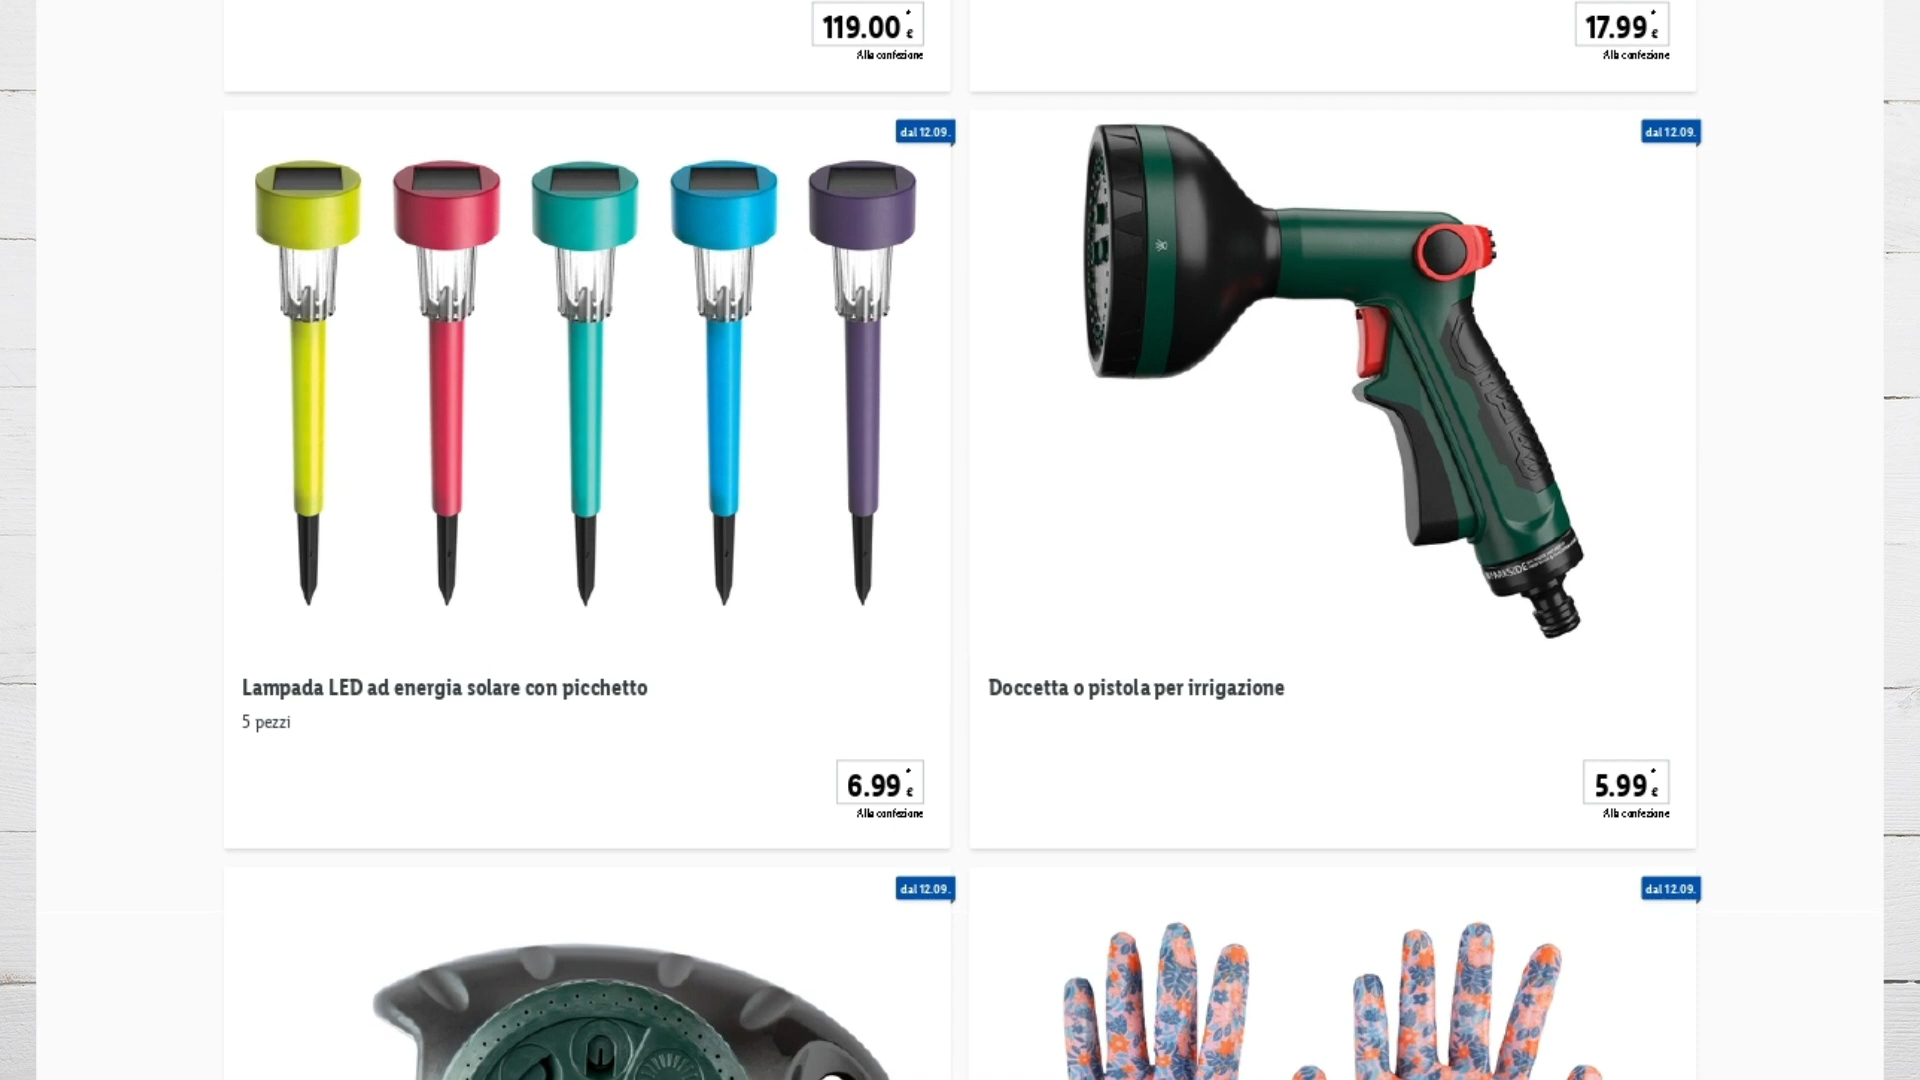 119.00 €*
Alla confezione
17.99 €*
Alla confezione
dal 12.09.
dal 12.09.
PARKSIDE
Lampada LED ad energia solare con picchetto
5 pezzi
6.99 €*
Alla confezione
Doccetta o pistola per irrigazione
5.99 €*
Alla confezione
dal 12.09.
dal 12.09.